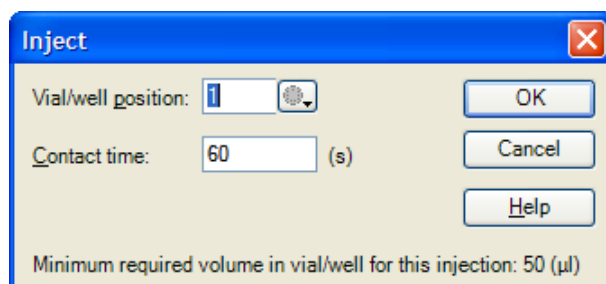 Inject
Vial/well position: 1
OK
Contact time: 60 (s)
Cancel
Help
Minimum required volume in vial/well for this injection: 50 (µl)